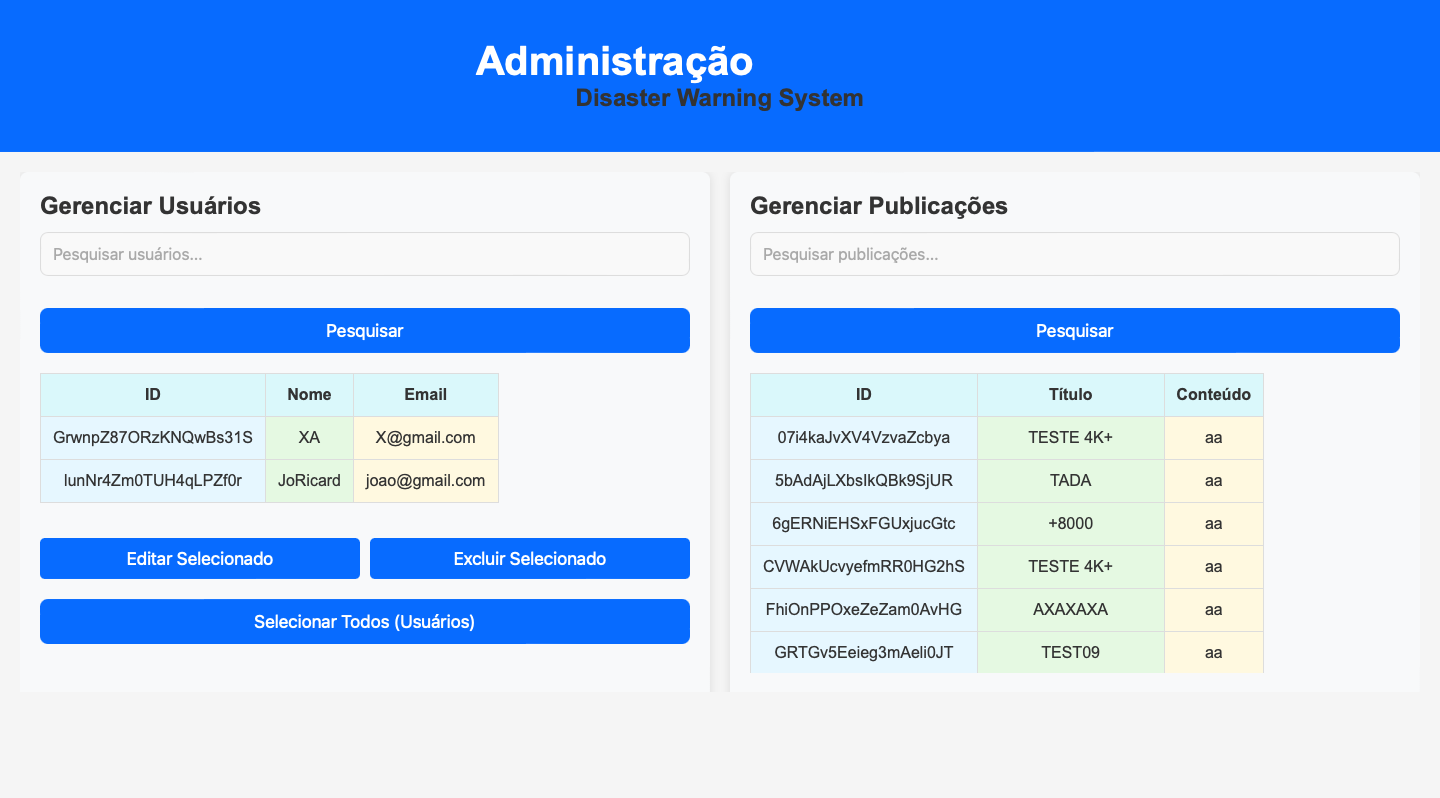 Administração
Disaster Warning System
Gerenciar Usuários
Pesquisar usuários...
Pesquisar
ID Nome Email
GrwnpZ87ORzKNQwBs31S XA X@gmail.com
lunNr4Zm0TUH4qLPZf0r JoRicard joao@gmail.com
Editar Selecionado Excluir Selecionado
Selecionar Todos (Usuários)
Gerenciar Publicações
Pesquisar publicações...
Pesquisar
ID Título Conteúdo
07i4kaJvXV4VzvaZcbya TESTE 4K+ aa
5bAdAjLXbsIkQBk9SjUR TADA aa
6gERNiEHSxFGUxjucGtc +8000 aa
CVWAkUcvyefmRR0HG2hS TESTE 4K+ aa
FhiOnPPOxeZeZam0AvHG AXAXAXA aa
GRTGv5Eeieg3mAeli0JT TEST09 aa